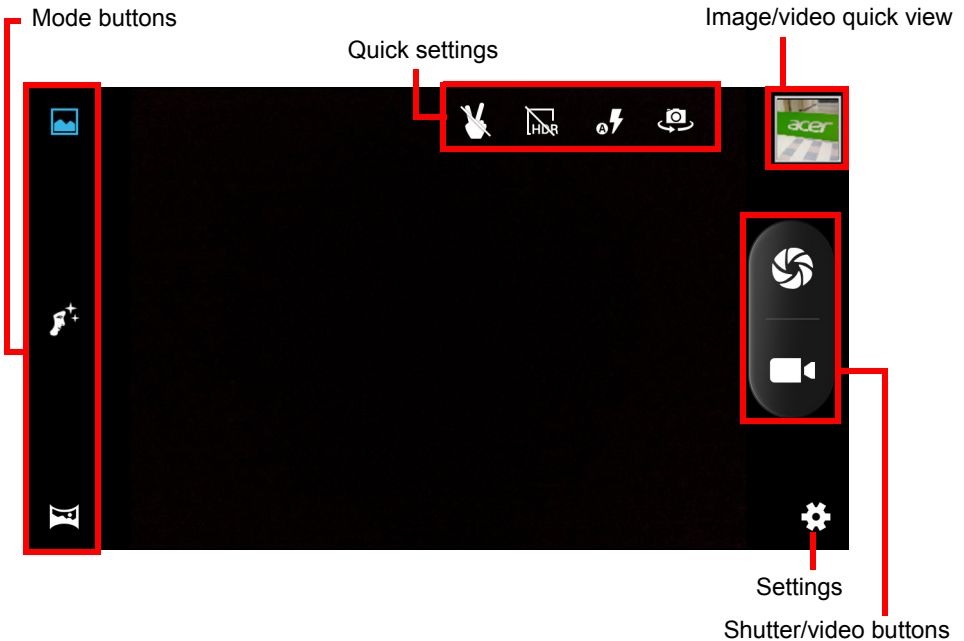 Mode buttons
Image/video quick view
Quick settings
HDR
A
acer
Settings
Shutter/video buttons